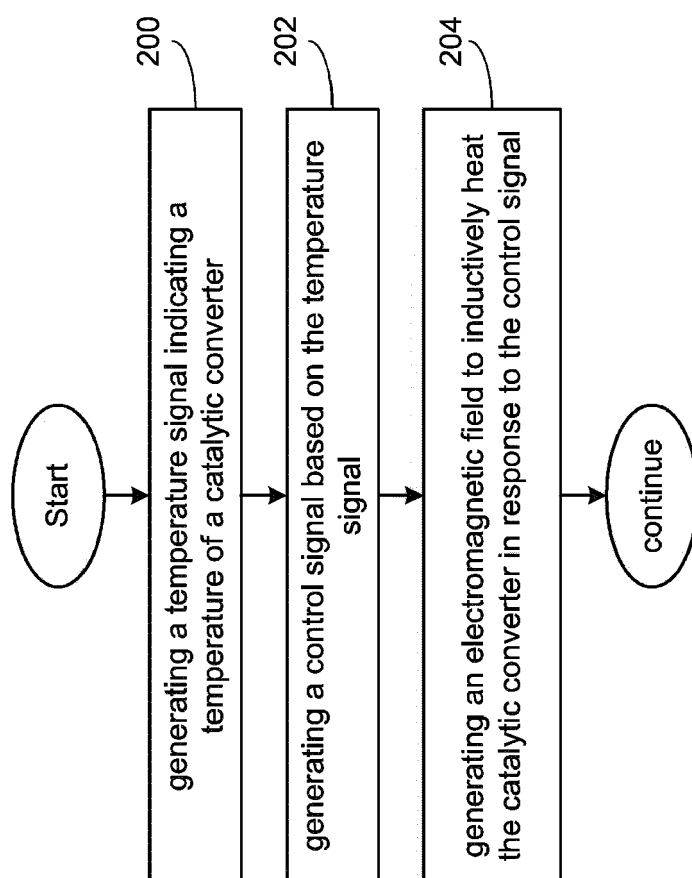 Start
200
generating a temperature signal indicating a
temperature of a catalytic converter
202
generating a control signal based on the temperature
signal
204
generating an electromagnetic field to inductively heat
the catalytic converter in response to the control signal
continue